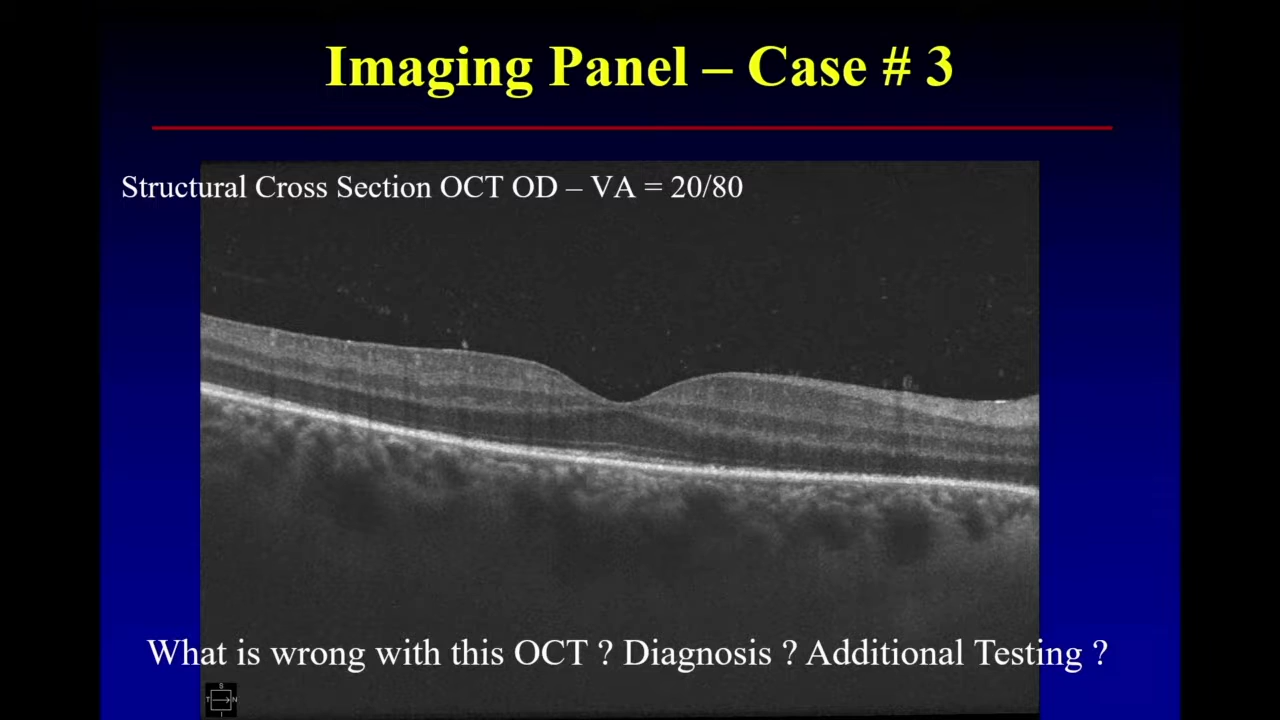 Imaging Panel – Case # 3
Structural Cross Section OCT OD – VA = 20/80
What is wrong with this OCT ? Diagnosis ? Additional Testing ?
S
T N
I